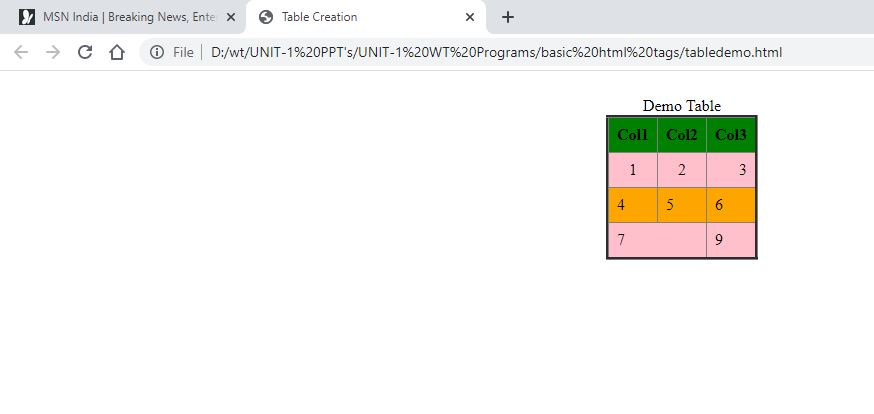 MSN India | Breaking News, Ente
Table Creation
File D:/wt/UNIT-1%20PPT's/UNIT-1%20WT%20Programs/basic%20html%20tags/tabledemo.html
Demo Table
Col1 Col2 Col3
1 2 3
4 5 6
7 9